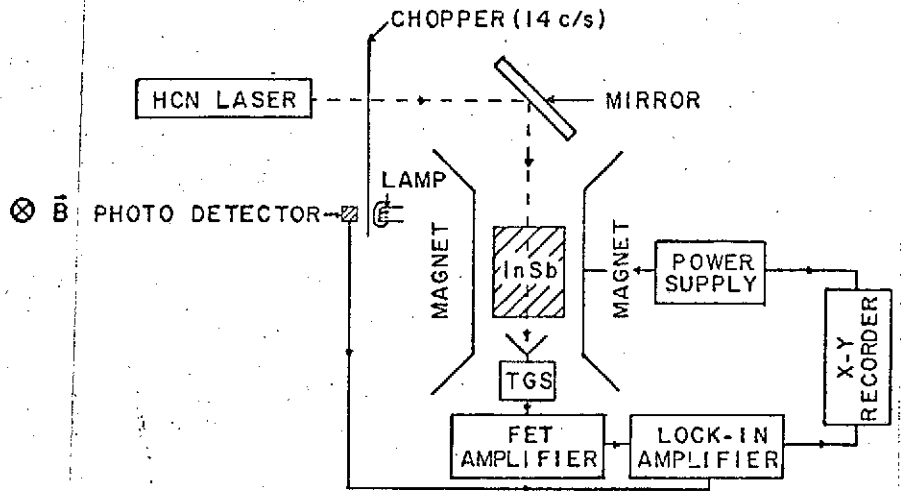 CHOPPER (14 c/s)
HCN LASER
MIRROR
LAMP
⊗ B⃗ PHOTO DETECTOR
MAGNET
InSb
MAGNET
POWER
SUPPLY
X-Y
RECORDER
TGS
FET
AMPLIFIER
LOCK-IN
AMPLIFIER